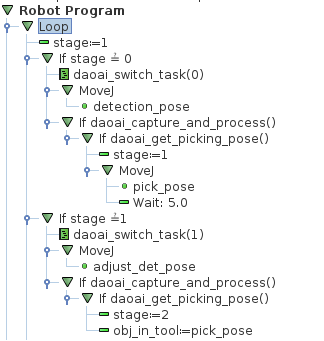 Robot Program
Loop
stage:=1
If stage ≟ 0
daoai_switch_task(0)
MoveJ
detection_pose
If daoai_capture_and_process()
If daoai_get_picking_pose()
stage:=1
MoveJ
pick_pose
Wait: 5.0
If stage ≟1
daoai_switch_task(1)
MoveJ
adjust_det_pose
If daoai_capture_and_process()
If daoai_get_picking_pose()
stage:=2
obj_in_tool:=pick_pose